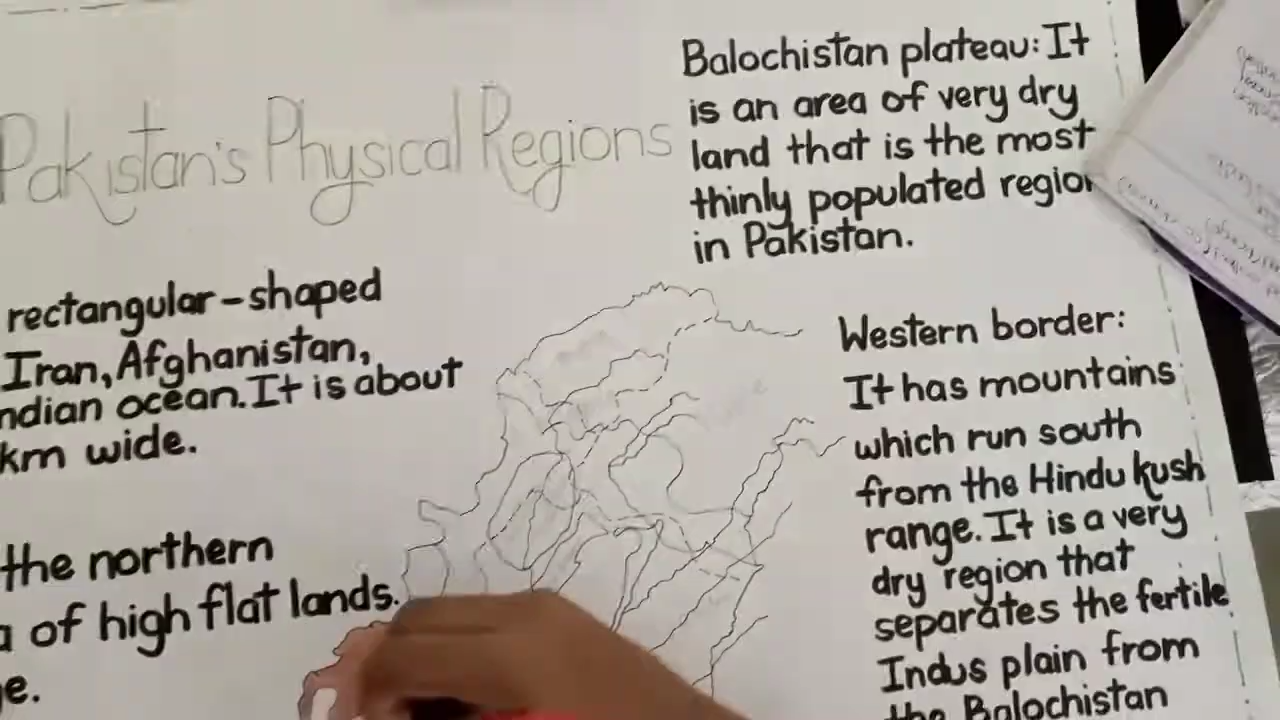 Pakistan's Physical Regions
Balochistan plateau: It
is an area of very dry
land that is the most
thinly populated region
in Pakistan.
rectangular-shaped
Iran, Afghanistan,
ndian ocean. It is about
km wide.
the northern
a of high flat lands.
e.
Western border:
It has mountains
which run south
from the Hindu kush
range. It is a very
dry region that
separates the fertile
Indus plain from
the Balochistan